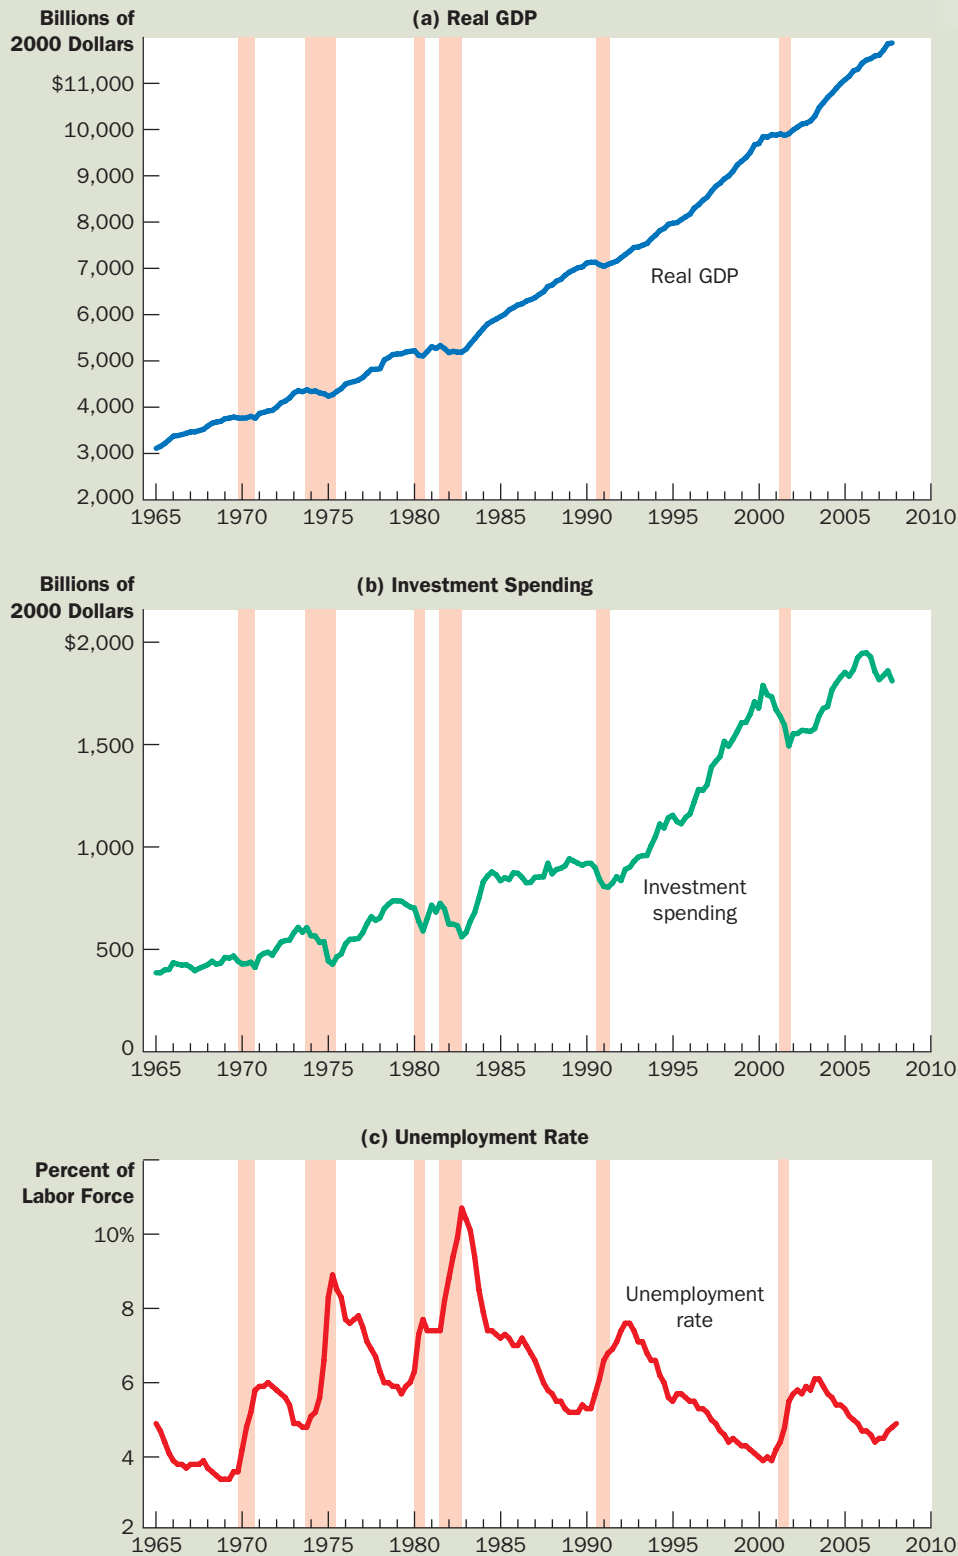 (a) Real GDP
Billions of
2000 Dollars
$11,000
10,000
9,000
8,000
7,000
6,000
5,000
4,000
3,000
2,000
Real GDP
1965 1970 1975 1980 1985 1990 1995 2000 2005 2010
(b) Investment Spending
Billions of
2000 Dollars
$2,000
1,500
1,000
500
0
Investment
spending
1965 1970 1975 1980 1985 1990 1995 2000 2005 2010
(c) Unemployment Rate
Percent of
Labor Force
10%
8
6
4
2
Unemployment
rate
1965 1970 1975 1980 1985 1990 1995 2000 2005 2010